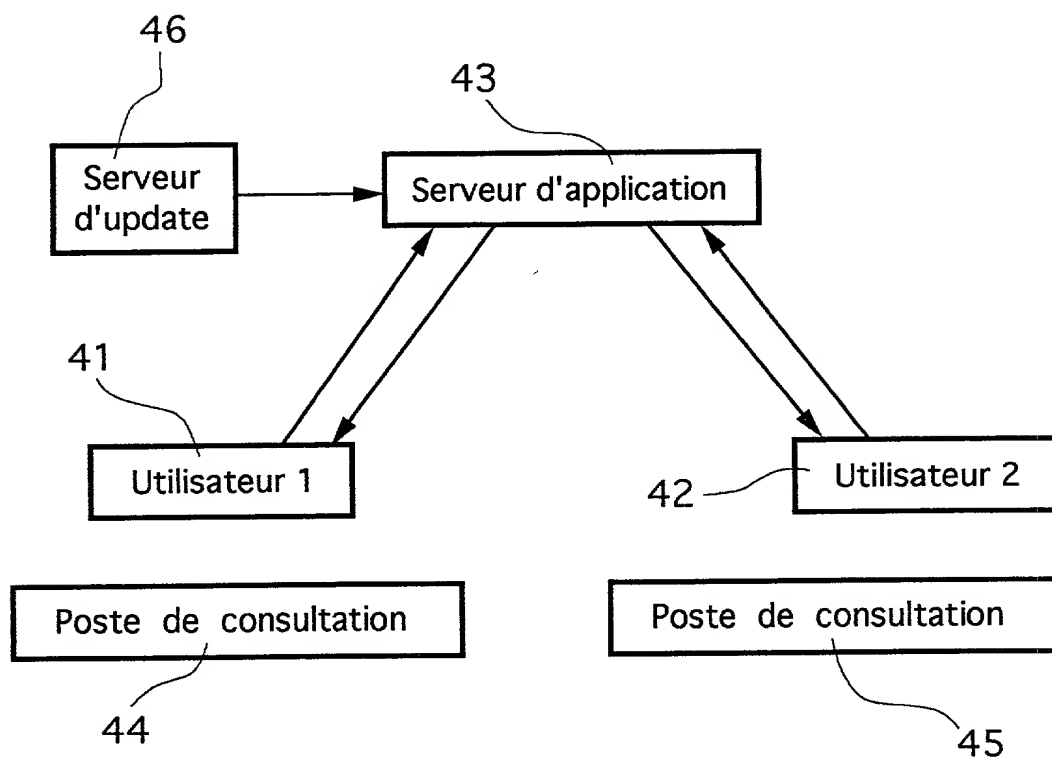 46
43
Serveur
d'update
Serveur d'application
41
Utilisateur 1
42
Utilisateur 2
Poste de consultation
Poste de consultation
44
45